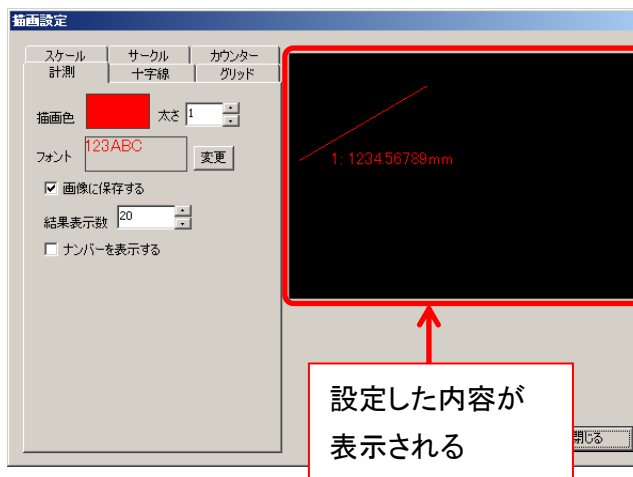 描画設定
スケール サークル カウンター
計測 十字線 グリッド
描画色 太さ 1
フォント 123ABC 変更
画像に保存する
結果表示数 20
ナンバーを表示する
1: 123456789mm
設定した内容が
表示される
閉じる